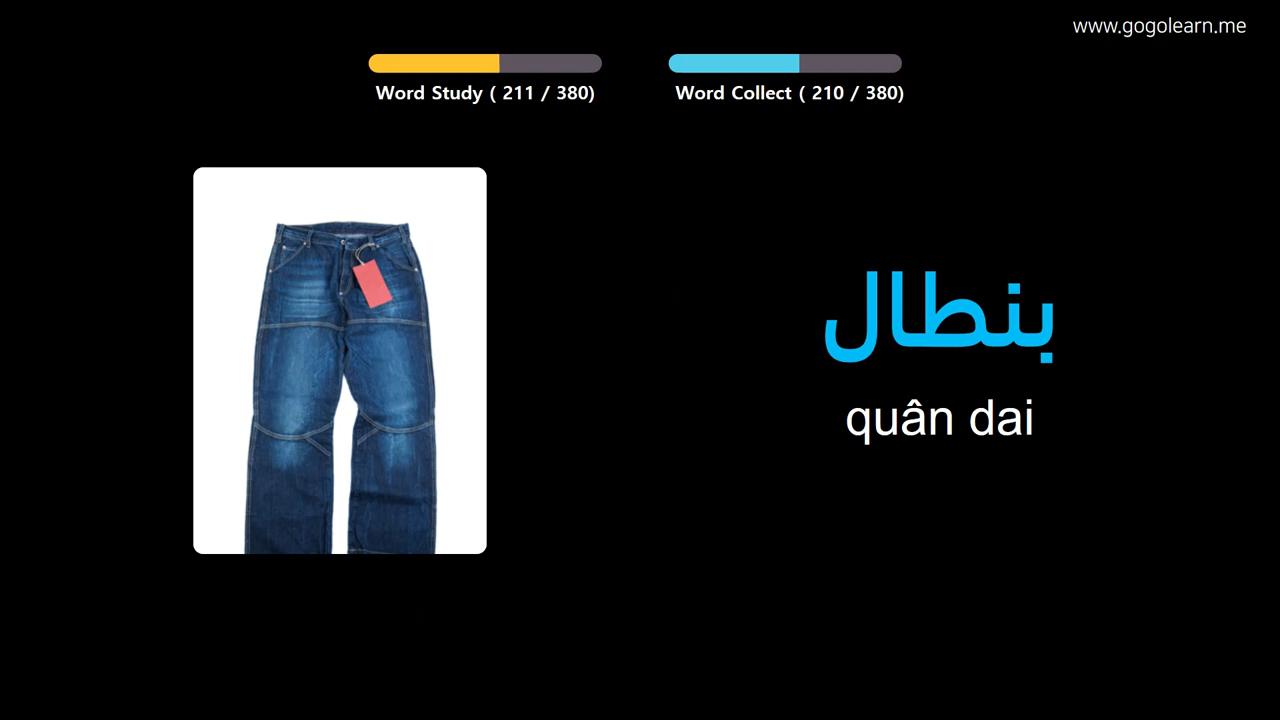 www.gogolearn.me
Word Study ( 211 / 380)
Word Collect ( 210 / 380)
بنطال
quân dai